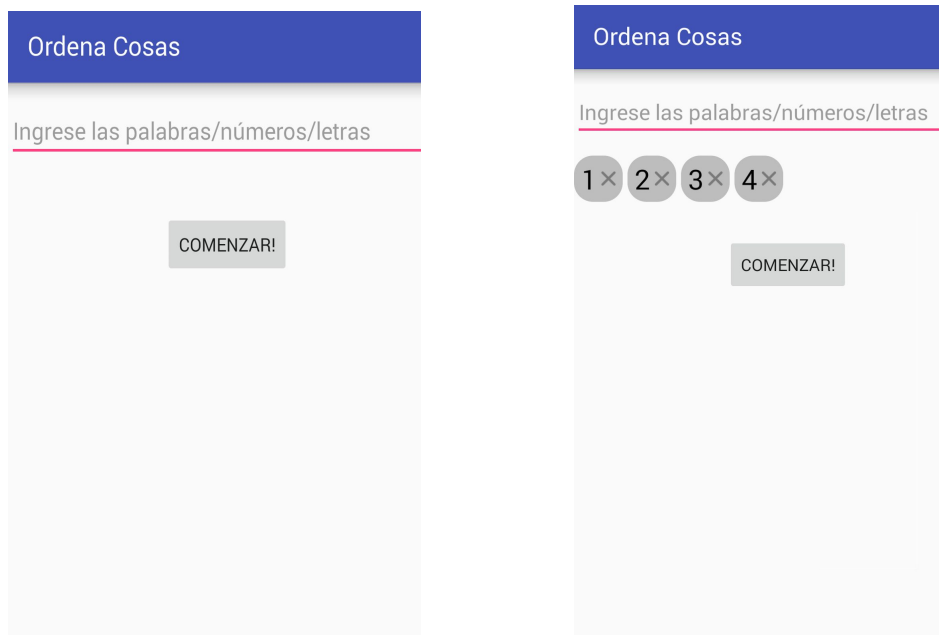 Ordena Cosas
Ingrese las palabras/números/letras
COMENZAR!
Ordena Cosas
Ingrese las palabras/números/letras
1× 2× 3× 4×
COMENZAR!